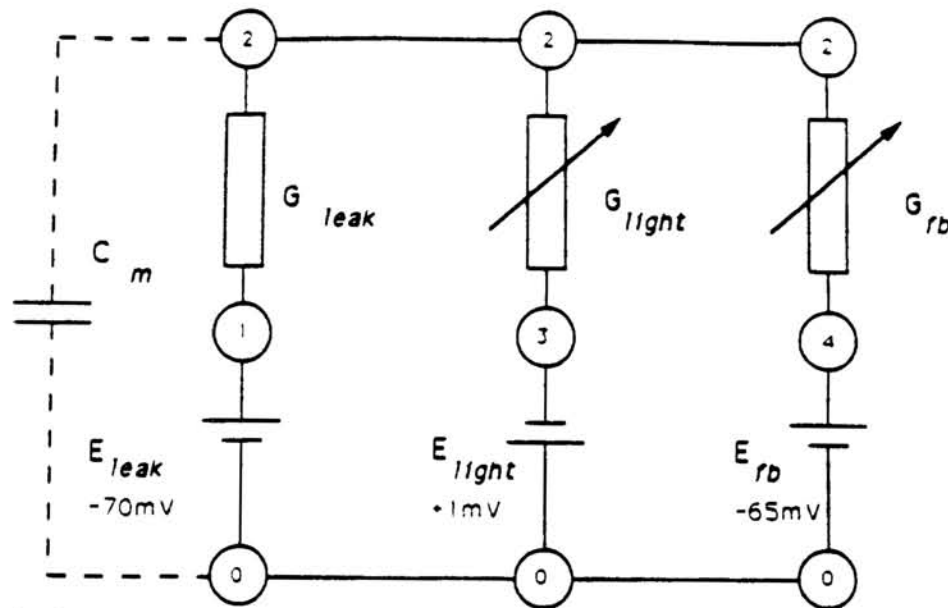 2 2 2
G leak
G light
G fb
C m
1 3 4
E leak
-70mV
E light
+1mV
E fb
-65mV
0 0 0